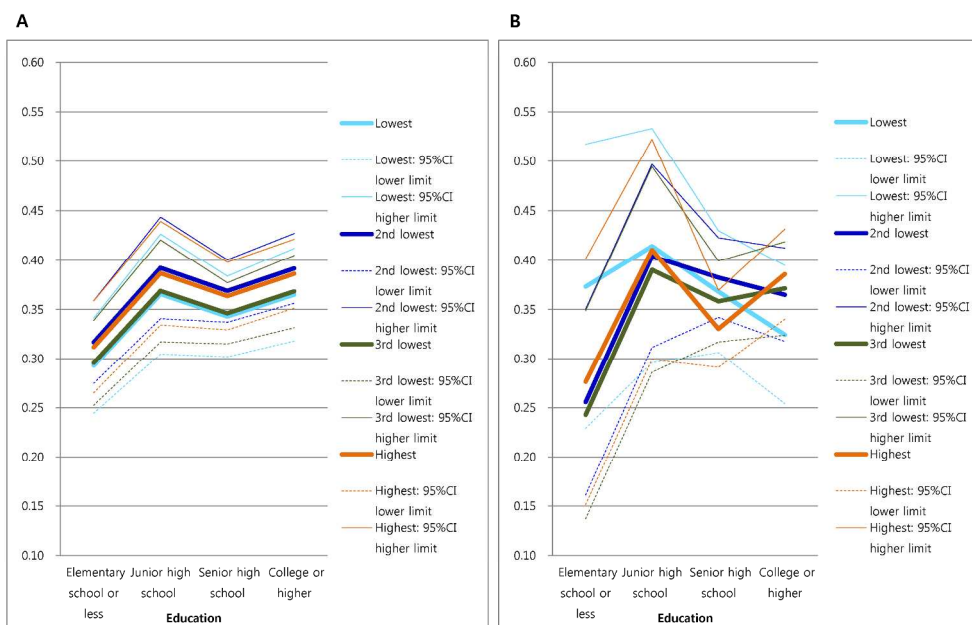 A
0.60
0.55
0.50
0.45
0.40
0.35
0.30
0.25
0.20
0.15
0.10
Elementary
school or
less
Junior high
school
Senior high
school
College or
higher
Education
Lowest
Lowest: 95%CI
lower limit
Lowest: 95%CI
higher limit
2nd lowest
2nd lowest: 95%CI
lower limit
2nd lowest: 95%CI
higher limit
3rd lowest
3rd lowest: 95%CI
lower limit
3rd lowest: 95%CI
higher limit
Highest
Highest: 95%CI
lower limit
Highest: 95%CI
higher limit
B
0.60
0.55
0.50
0.45
0.40
0.35
0.30
0.25
0.20
0.15
0.10
Elementary
school or
less
Junior high
school
Senior high
school
College or
higher
Education
Lowest
Lowest: 95%CI
lower limit
Lowest: 95%CI
higher limit
2nd lowest
2nd lowest: 95%CI
lower limit
2nd lowest: 95%CI
higher limit
3rd lowest
3rd lowest: 95%CI
lower limit
3rd lowest: 95%CI
higher limit
Highest
Highest: 95%CI
lower limit
Highest: 95%CI
higher limit